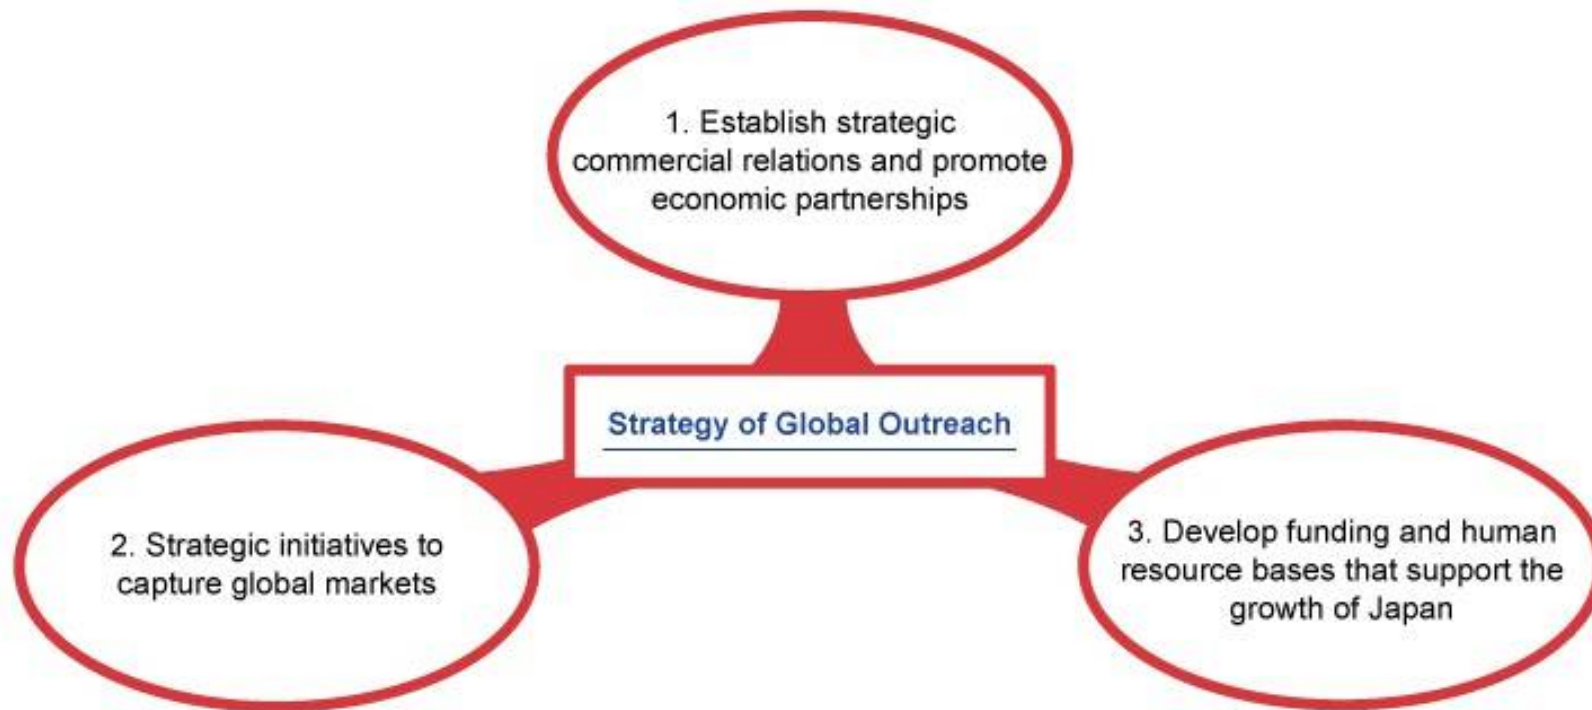 1. Establish strategic
commercial relations and promote
economic partnerships
Strategy of Global Outreach
2. Strategic initiatives to
capture global markets
3. Develop funding and human
resource bases that support the
growth of Japan